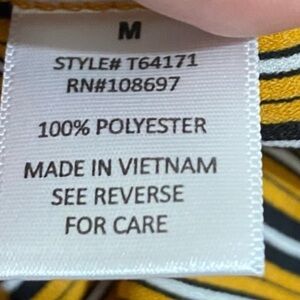 M
STYLE# T64171
RN#108697
100% POLYESTER
MADE IN VIETNAM
SEE REVERSE
FOR CARE